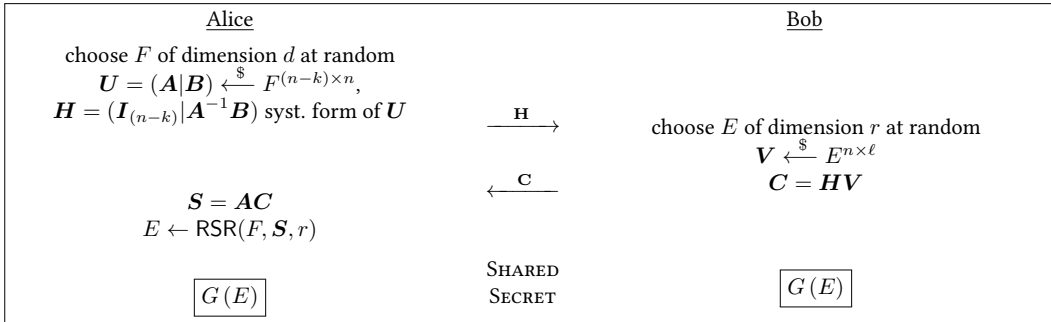 Alice
choose F of dimension d at random
U = (A|B) ←$ F^{(n−k)×n},
H = (I_{(n−k)}|A^{−1}B) syst. form of U
H
⟶
C
⟵
S = AC
E ← RSR(F, S, r)
G (E)
Bob
choose E of dimension r at random
V ←$ E^{n×ℓ}
C = HV
G (E)
SHARED
SECRET